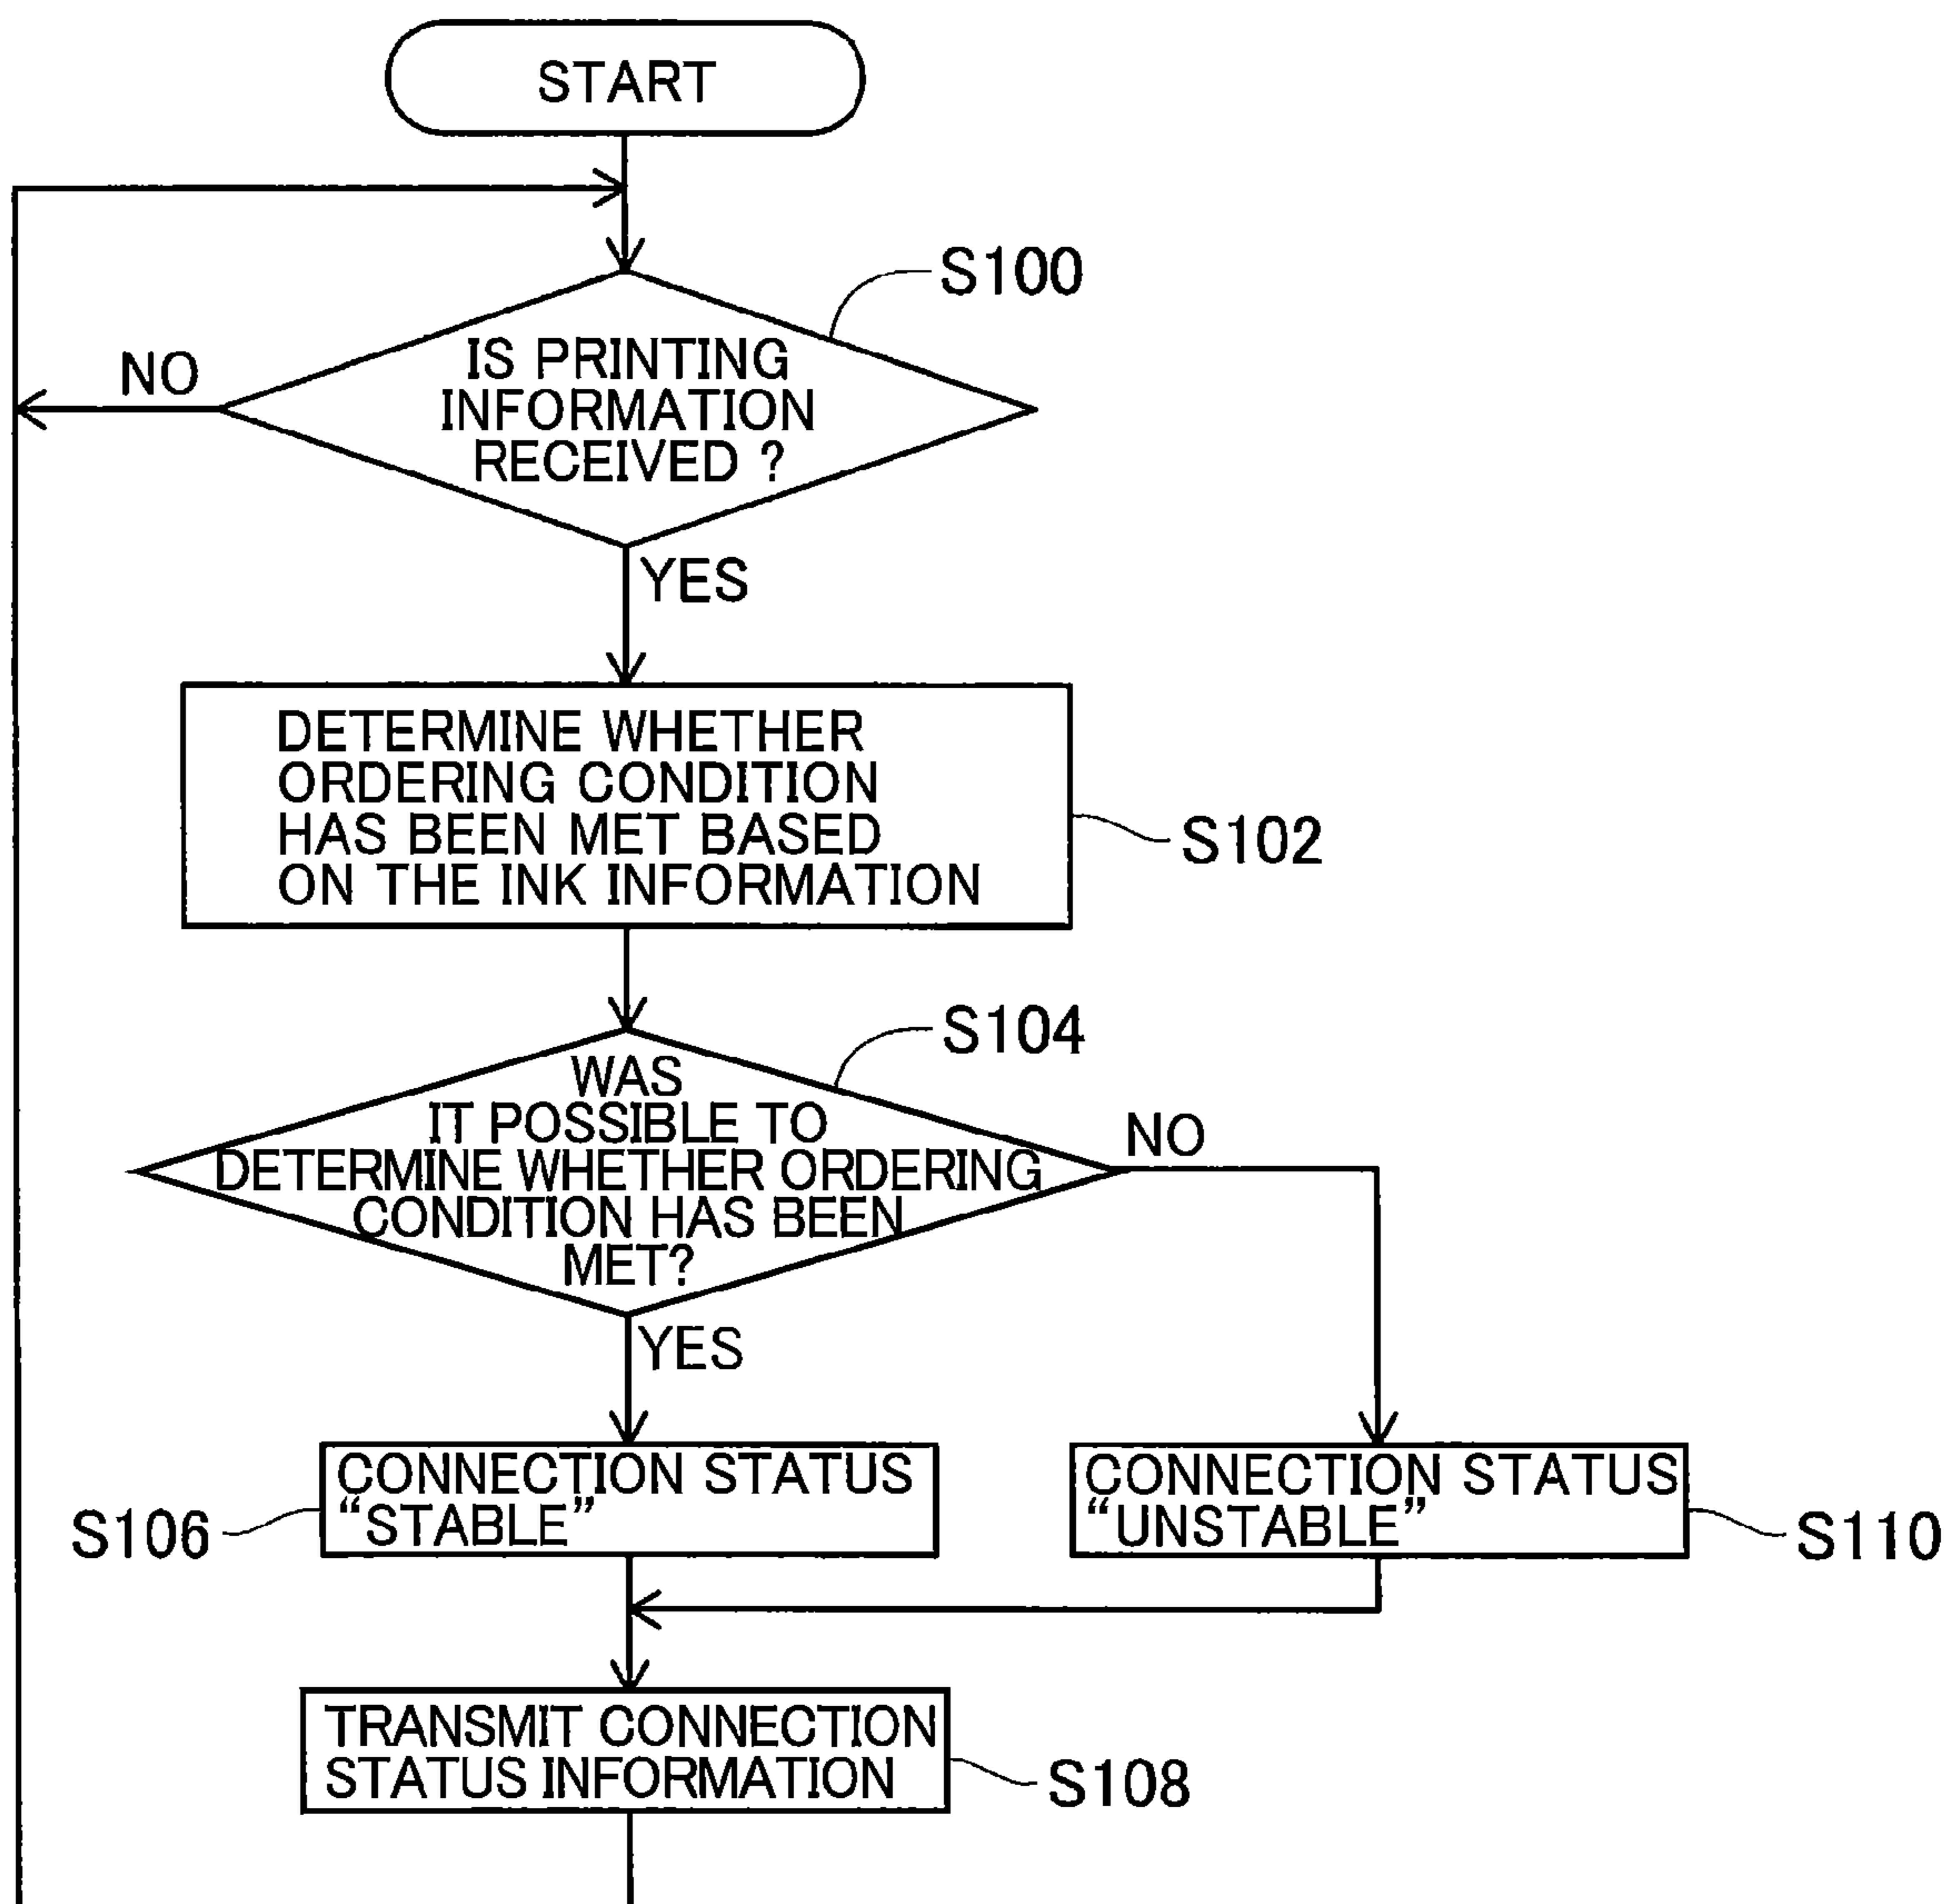 START
S100
IS PRINTING
INFORMATION
RECEIVED ?
NO
YES
DETERMINE WHETHER
ORDERING CONDITION
HAS BEEN MET BASED
ON THE INK INFORMATION
S102
S104
WAS
IT POSSIBLE TO
DETERMINE WHETHER ORDERING
CONDITION HAS BEEN
MET?
NO
YES
CONNECTION STATUS
“STABLE”
S106
CONNECTION STATUS
“UNSTABLE”
S110
TRANSMIT CONNECTION
STATUS INFORMATION
S108